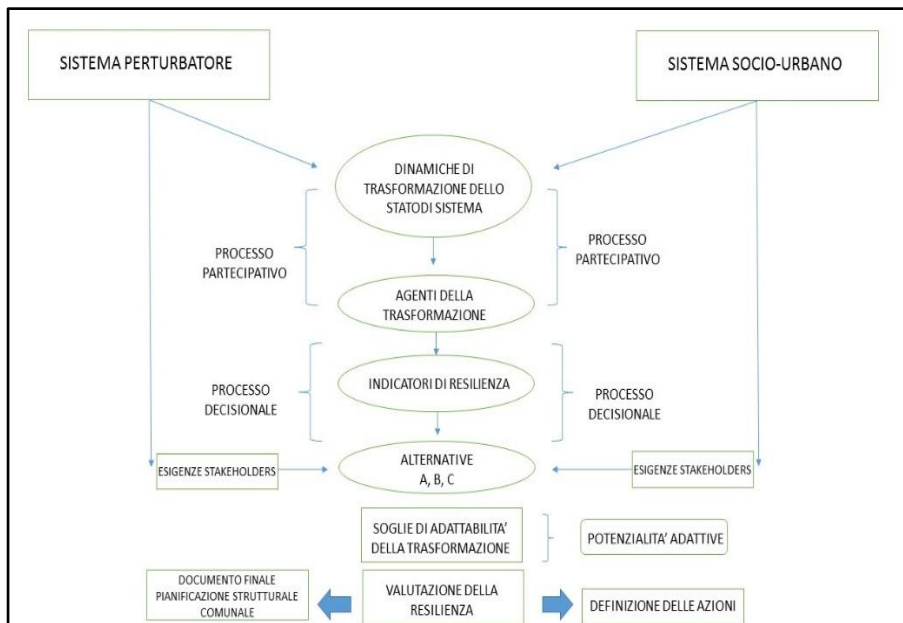 SISTEMA PERTURBATORE
SISTEMA SOCIO-URBANO
DINAMICHE DI
TRASFORMAZIONE DELLO
STATODI SISTEMA
PROCESSO
PARTECIPATIVO
PROCESSO
PARTECIPATIVO
AGENTI DELLA
TRASFORMAZIONE
PROCESSO
DECISIONALE
INDICATORI DI RESILIENZA
PROCESSO
DECISIONALE
ESIGENZE STAKEHOLDERS
ALTERNATIVE
A, B, C
ESIGENZE STAKEHOLDERS
SOGLIE DI ADATTABILITA’
DELLA TRASFORMAZIONE
POTENZIALITA’ ADATTIVE
DOCUMENTO FINALE
PIANIFICAZIONE STRUTTURALE
COMUNALE
VALUTAZIONE DELLA
RESILIENZA
DEFINIZIONE DELLE AZIONI